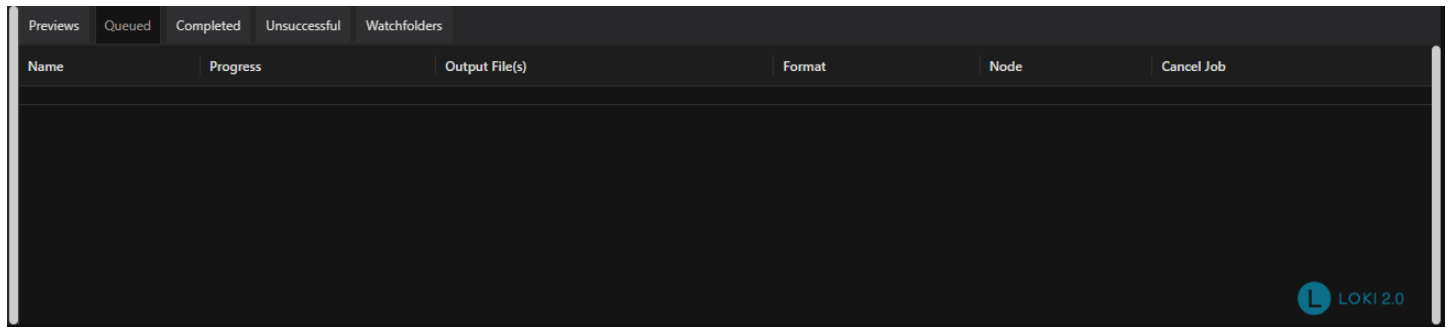 Previews Queued Completed Unsuccessful Watchfolders
Name Progress Output File(s) Format Node Cancel Job
L LOKI 2.0